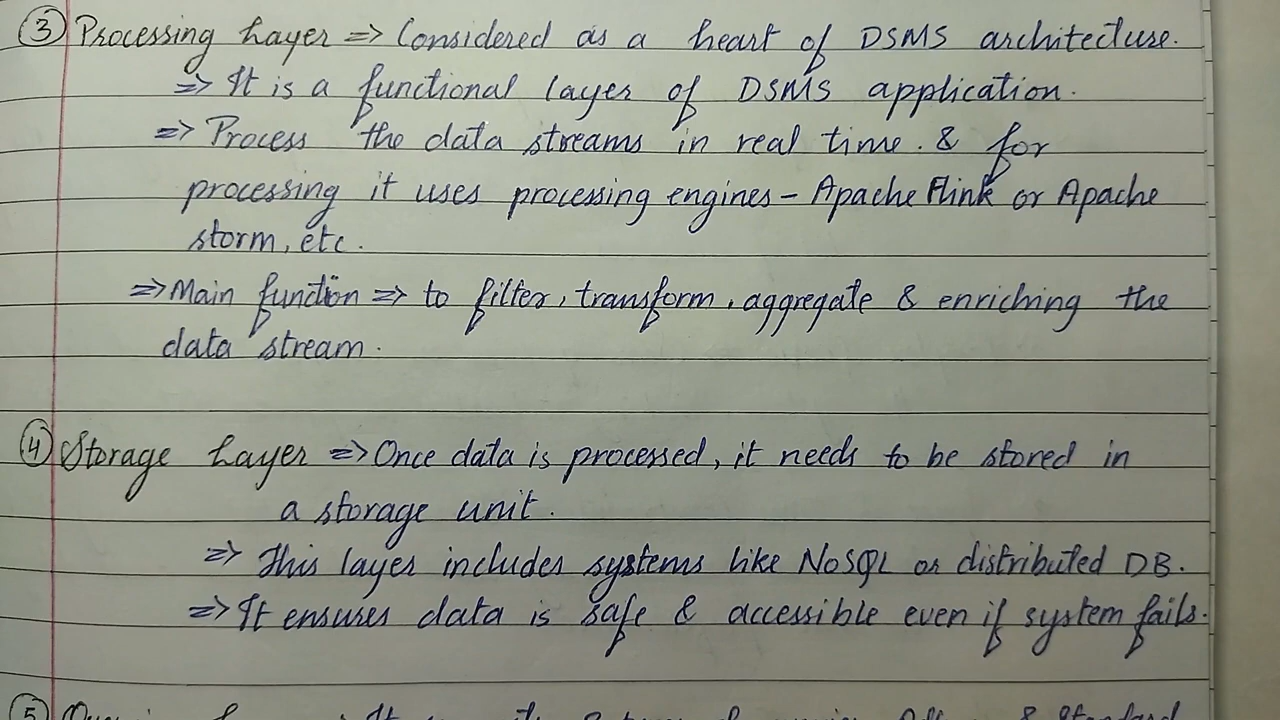 ③ Processing Layer => Considered as a heart of DSMS architecture.
=> It is a functional layer of DSMS application.
=> Process the data streams in real time. & for
processing it uses processing engines - Apache Flink or Apache
storm, etc.
=> Main function => to filter, transform, aggregate & enriching the
data stream.
④ Storage Layer => Once data is processed, it needs to be stored in
a storage unit.
=> This layer includes systems like NoSQL or distributed DB.
=> It ensures data is safe & accessible even if system fails.
⑤